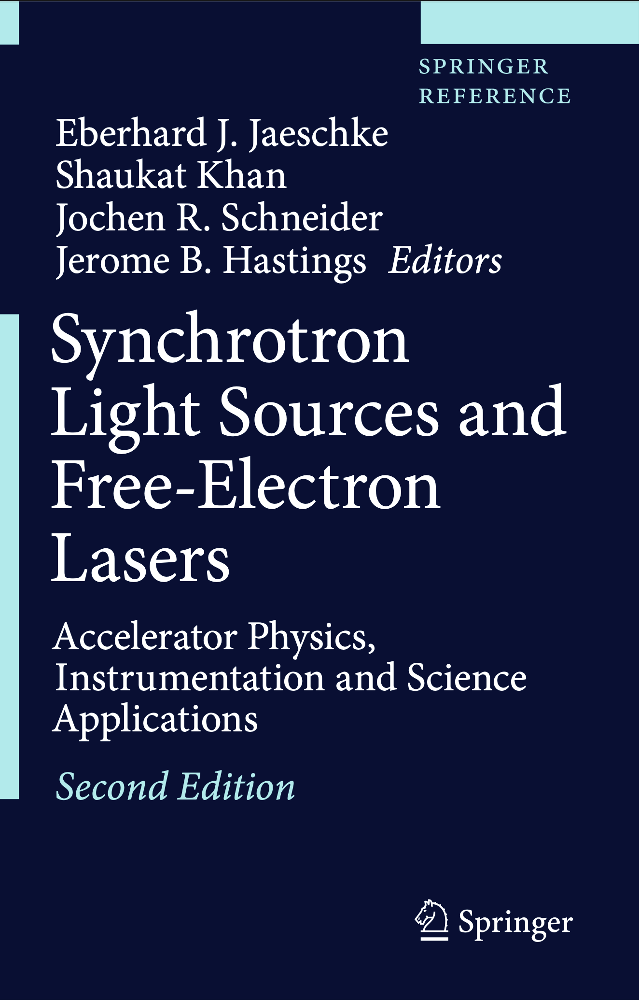 SPRINGER
REFERENCE
Eberhard J. Jaeschke
Shaukat Khan
Jochen R. Schneider
Jerome B. Hastings Editors
Synchrotron
Light Sources and
Free-Electron
Lasers
Accelerator Physics,
Instrumentation and Science
Applications
Second Edition
Springer